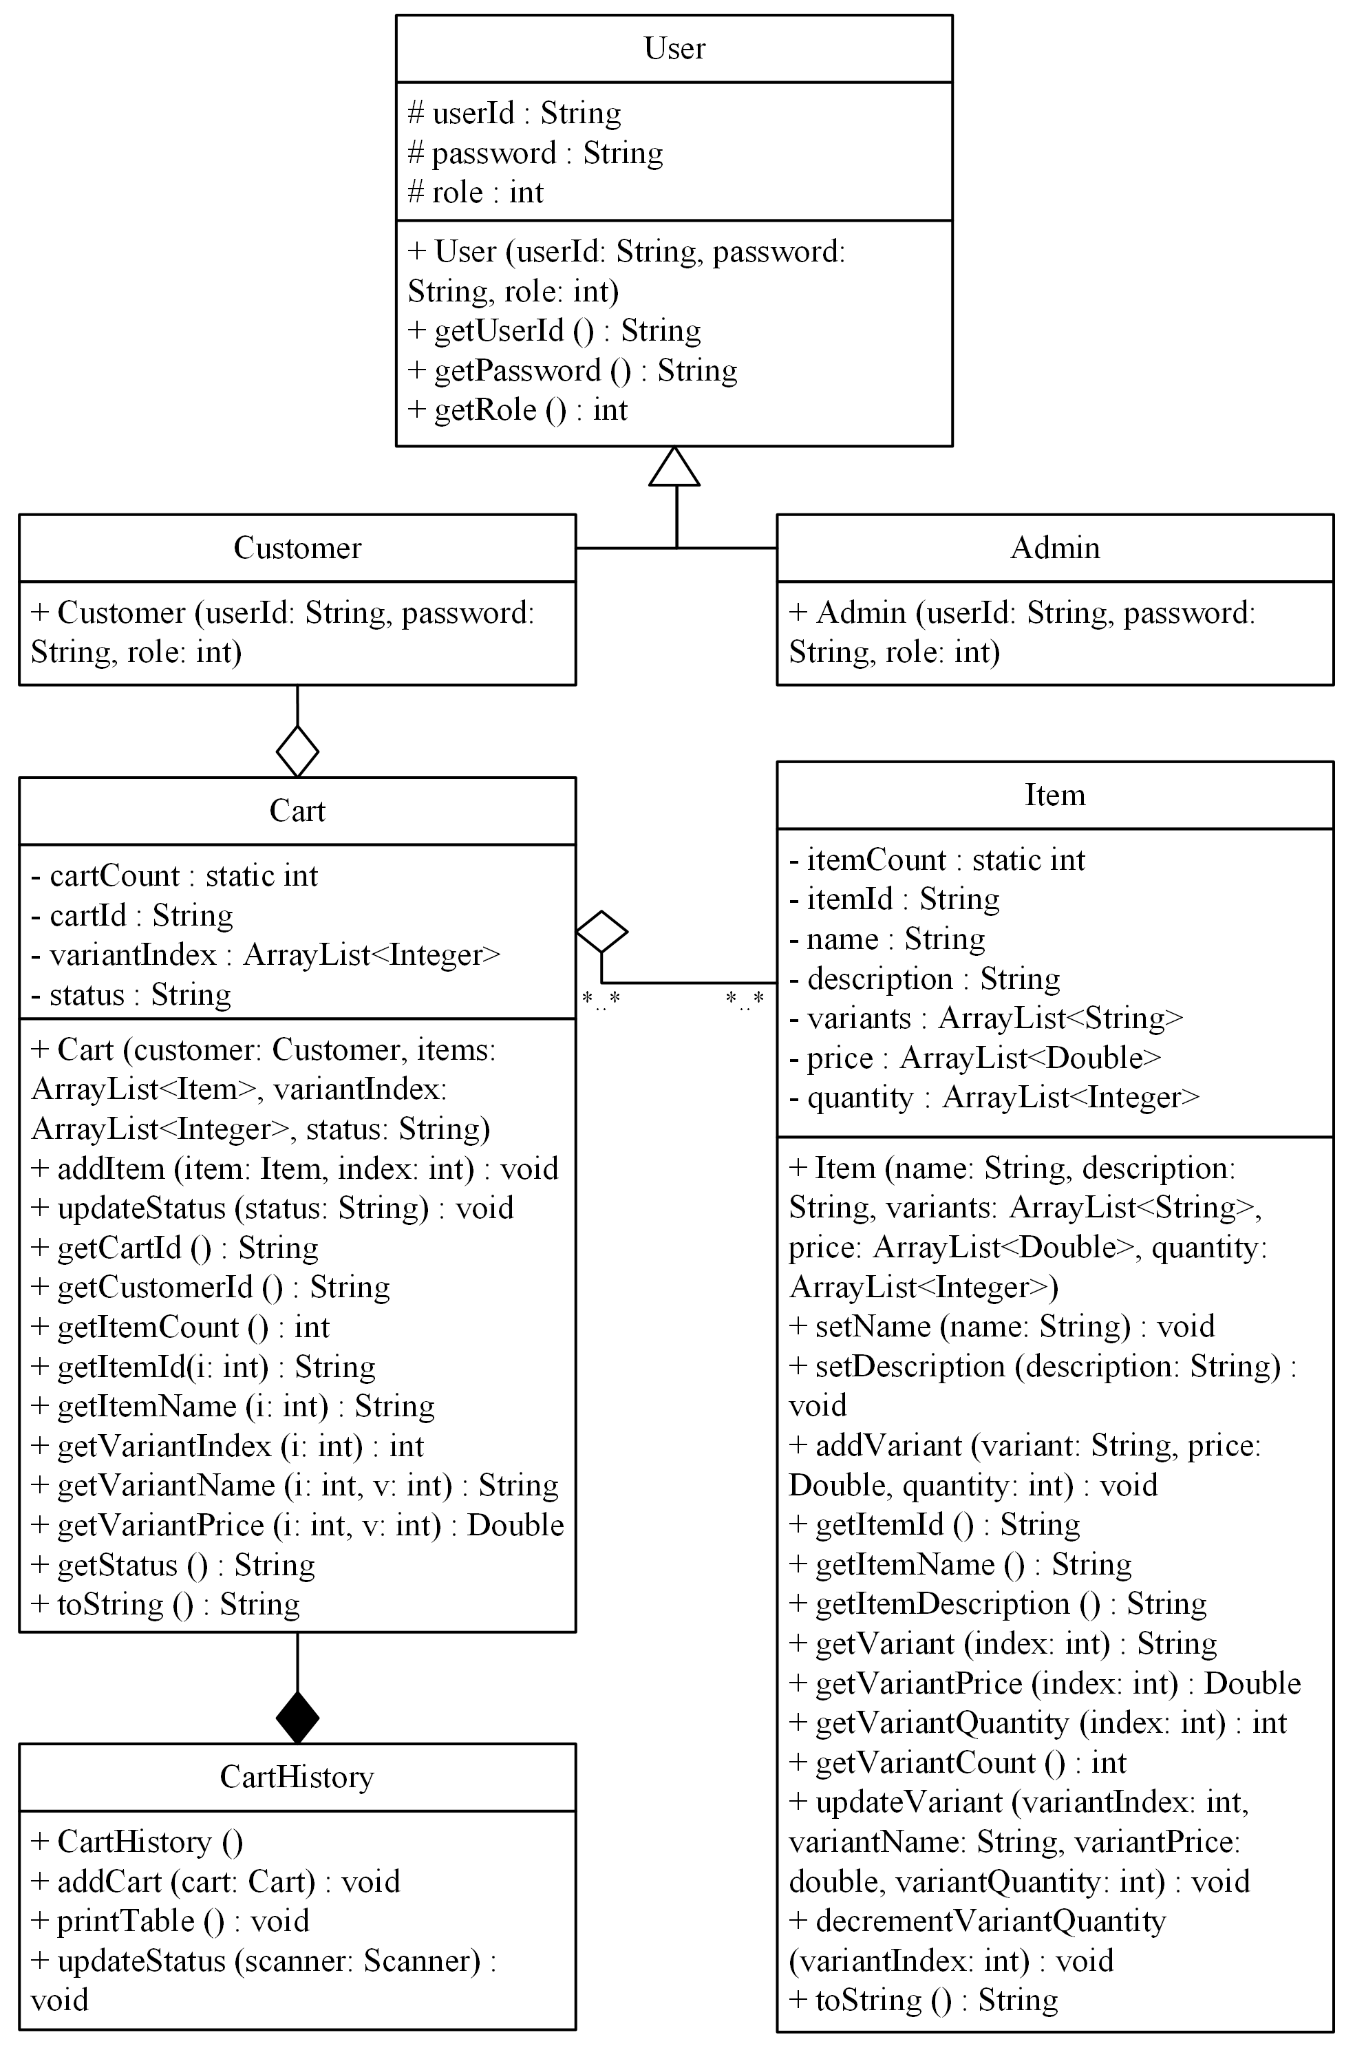 User
# userId : String
# password : String
# role : int
+ User (userId: String, password:
String, role: int)
+ getUserId () : String
+ getPassword () : String
+ getRole () : int
Customer
+ Customer (userId: String, password:
String, role: int)
Admin
+ Admin (userId: String, password:
String, role: int)
Cart
- cartCount : static int
- cartId : String
- variantIndex : ArrayList<Integer>
- status : String
+ Cart (customer: Customer, items:
ArrayList<Item>, variantIndex:
ArrayList<Integer>, status: String)
+ addItem (item: Item, index: int) : void
+ updateStatus (status: String) : void
+ getCartId () : String
+ getCustomerId () : String
+ getItemCount () : int
+ getItemId(i: int) : String
+ getItemName (i: int) : String
+ getVariantIndex (i: int) : int
+ getVariantName (i: int, v: int) : String
+ getVariantPrice (i: int, v: int) : Double
+ getStatus () : String
+ toString () : String
*..*
*..*
Item
- itemCount : static int
- itemId : String
- name : String
- description : String
- variants : ArrayList<String>
- price : ArrayList<Double>
- quantity : ArrayList<Integer>
+ Item (name: String, description:
String, variants: ArrayList<String>,
price: ArrayList<Double>, quantity:
ArrayList<Integer>)
+ setName (name: String) : void
+ setDescription (description: String) :
void
+ addVariant (variant: String, price:
Double, quantity: int) : void
+ getItemId () : String
+ getItemName () : String
+ getItemDescription () : String
+ getVariant (index: int) : String
+ getVariantPrice (index: int) : Double
+ getVariantQuantity (index: int) : int
+ getVariantCount () : int
+ updateVariant (variantIndex: int,
variantName: String, variantPrice:
double, variantQuantity: int) : void
+ decrementVariantQuantity
(variantIndex: int) : void
+ toString () : String
CartHistory
+ CartHistory ()
+ addCart (cart: Cart) : void
+ printTable () : void
+ updateStatus (scanner: Scanner) :
void